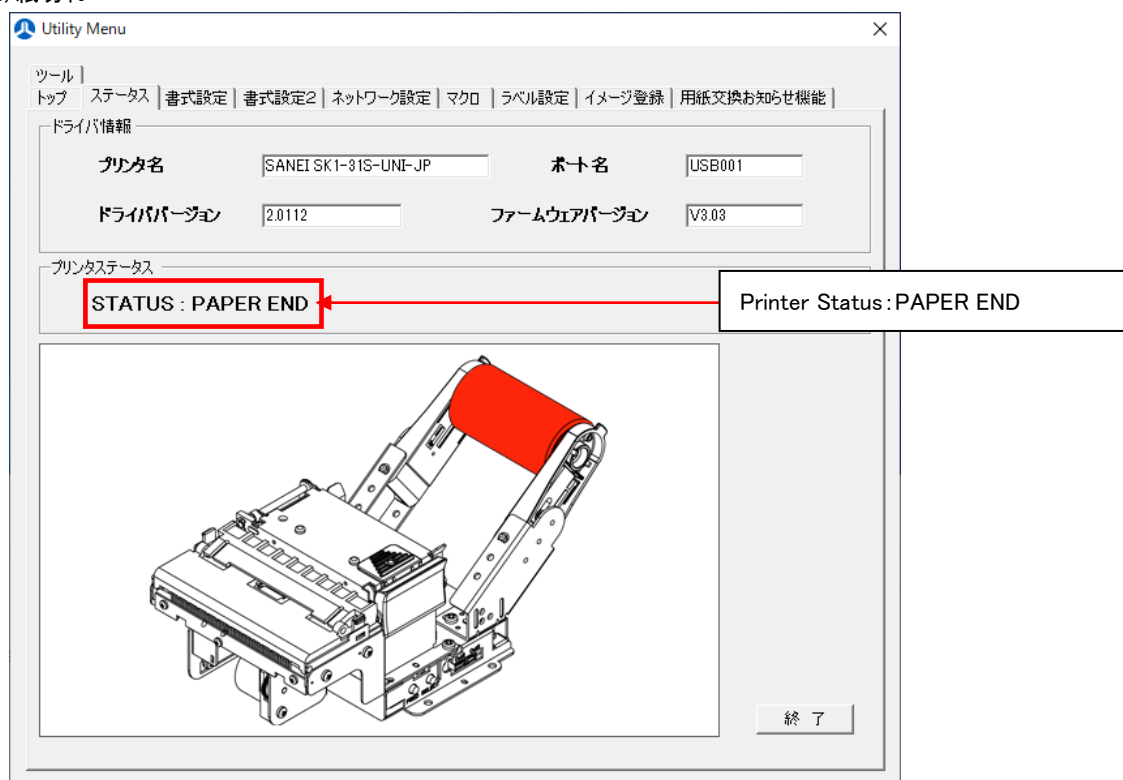 Utility Menu
ツール
トップ ステータス 書式設定 書式設定2 ネットワーク設定 マクロ ラベル設定 イメージ登録 用紙交換お知らせ機能
ドライバ情報
プリンタ名 SANEI SK1-31S-UNI-JP ポート名 USB001
ドライババージョン 2.0112 ファームウェアバージョン V3.03
プリンタステータス
STATUS : PAPER END
Printer Status：PAPER END
終 了